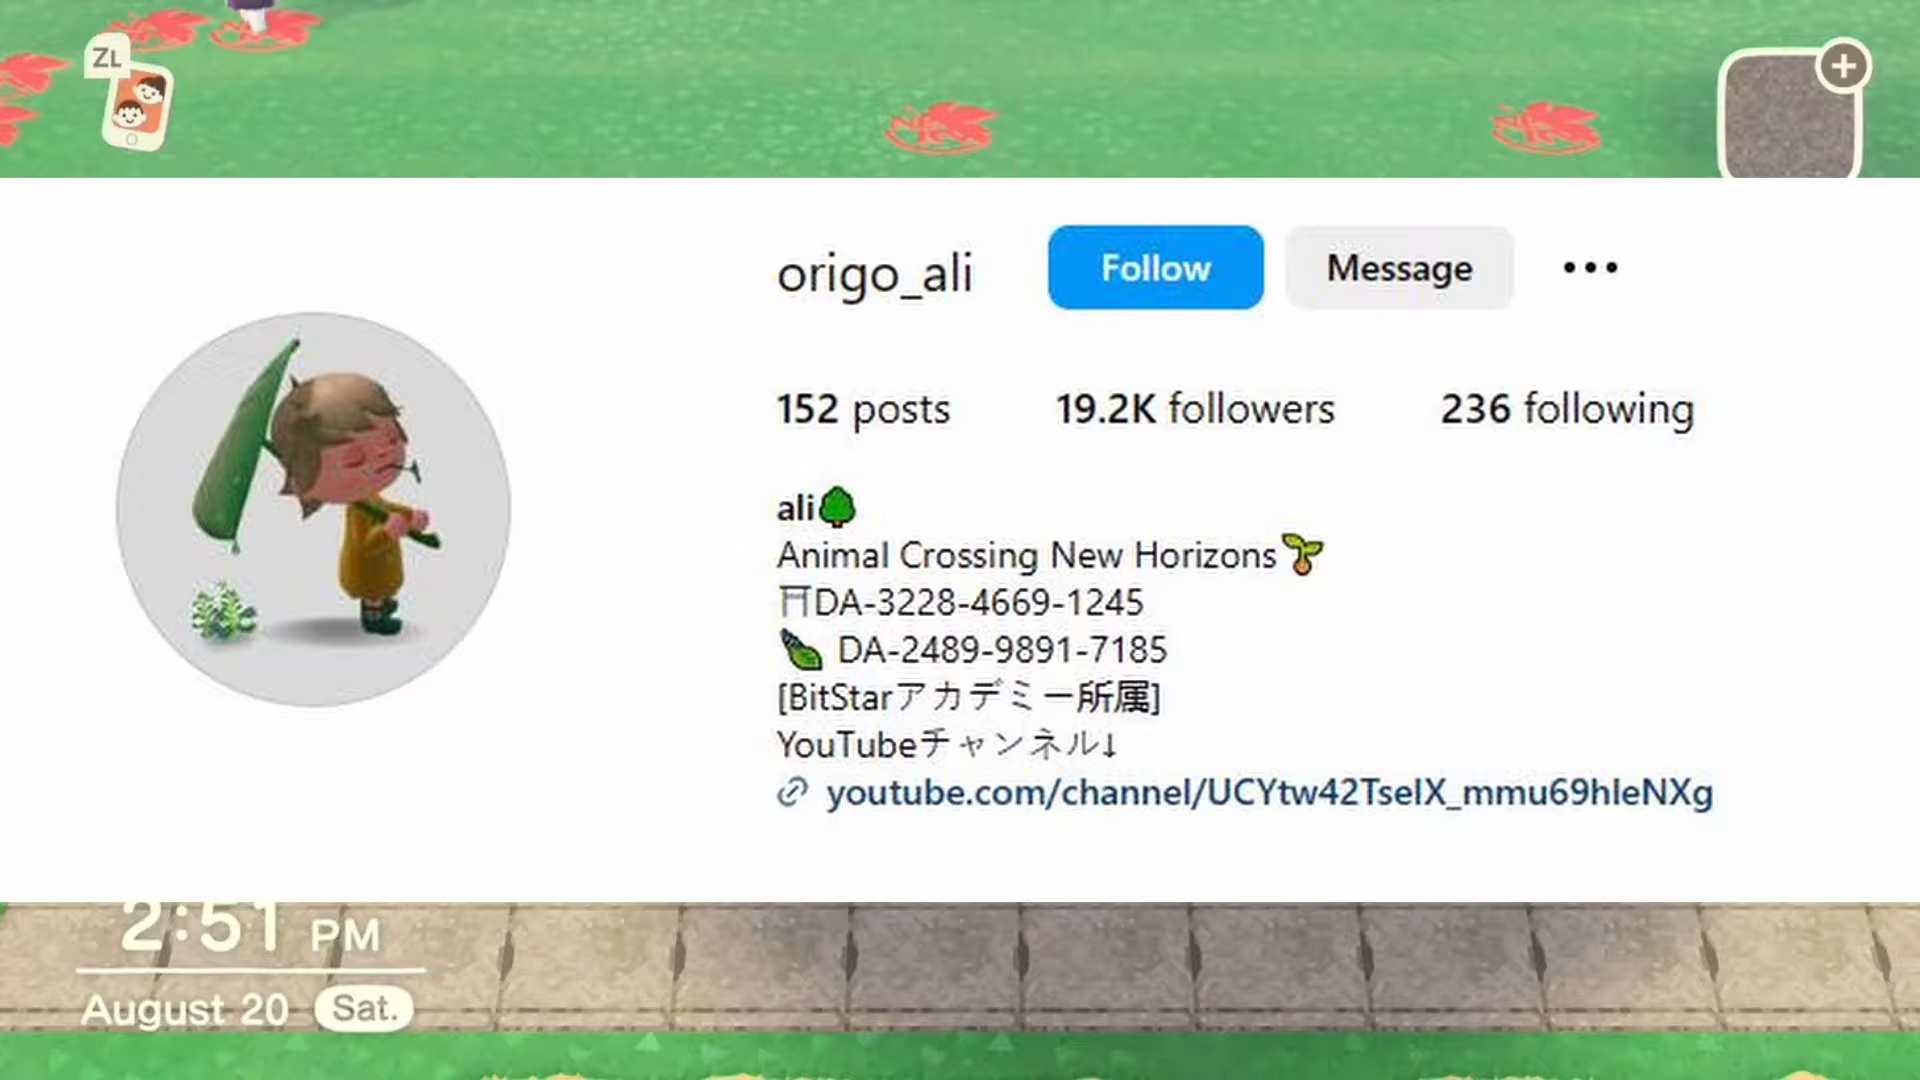 ZL
origo_ali Follow Message
152 posts 19.2K followers 236 following
ali🌳
Animal Crossing New Horizons🌱
⛩DA-3228-4669-1245
🍃 DA-2489-9891-7185
[BitStarアカデミー所属]
YouTubeチャンネル↓
youtube.com/channel/UCYtw42TselX_mmu69hleNXg
2:51 PM
August 20 Sat.